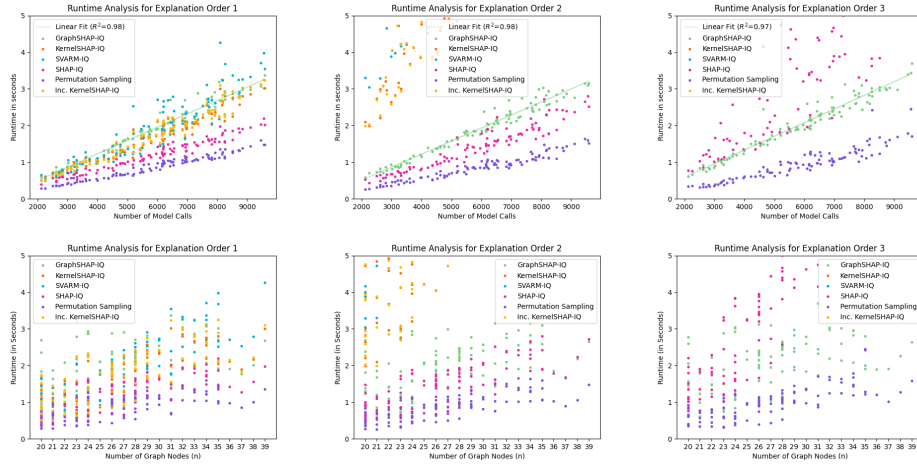 Runtime Analysis for Explanation Order 1
Runtime in seconds
5
4
3
2
1
0
Linear Fit (R²=0.98)
GraphSHAP-IQ
KernelSHAP-IQ
SVARM-IQ
SHAP-IQ
Permutation Sampling
Inc. KernelSHAP-IQ
2000 3000 4000 5000 6000 7000 8000 9000
Number of Model Calls
Runtime Analysis for Explanation Order 2
Runtime in seconds
5
4
3
2
1
0
Linear Fit (R²=0.98)
GraphSHAP-IQ
KernelSHAP-IQ
SVARM-IQ
SHAP-IQ
Permutation Sampling
Inc. KernelSHAP-IQ
2000 3000 4000 5000 6000 7000 8000 9000
Number of Model Calls
Runtime Analysis for Explanation Order 3
Runtime in seconds
5
4
3
2
1
0
Linear Fit (R²=0.97)
GraphSHAP-IQ
KernelSHAP-IQ
SVARM-IQ
SHAP-IQ
Permutation Sampling
Inc. KernelSHAP-IQ
2000 3000 4000 5000 6000 7000 8000 9000
Number of Model Calls
Runtime Analysis for Explanation Order 1
Runtime (in Seconds)
5
4
3
2
1
0
GraphSHAP-IQ
KernelSHAP-IQ
SVARM-IQ
SHAP-IQ
Permutation Sampling
Inc. KernelSHAP-IQ
20 21 22 23 24 25 26 27 28 29 30 31 32 33 34 35 36 37 38 39
Number of Graph Nodes (n)
Runtime Analysis for Explanation Order 2
Runtime (in Seconds)
5
4
3
2
1
0
GraphSHAP-IQ
KernelSHAP-IQ
SVARM-IQ
SHAP-IQ
Permutation Sampling
Inc. KernelSHAP-IQ
20 21 22 23 24 25 26 27 28 29 30 31 32 33 34 35 36 37 38 39
Number of Graph Nodes (n)
Runtime Analysis for Explanation Order 3
Runtime (in Seconds)
5
4
3
2
1
0
GraphSHAP-IQ
KernelSHAP-IQ
SVARM-IQ
SHAP-IQ
Permutation Sampling
Inc. KernelSHAP-IQ
20 21 22 23 24 25 26 27 28 29 30 31 32 33 34 35 36 37 38 39
Number of Graph Nodes (n)